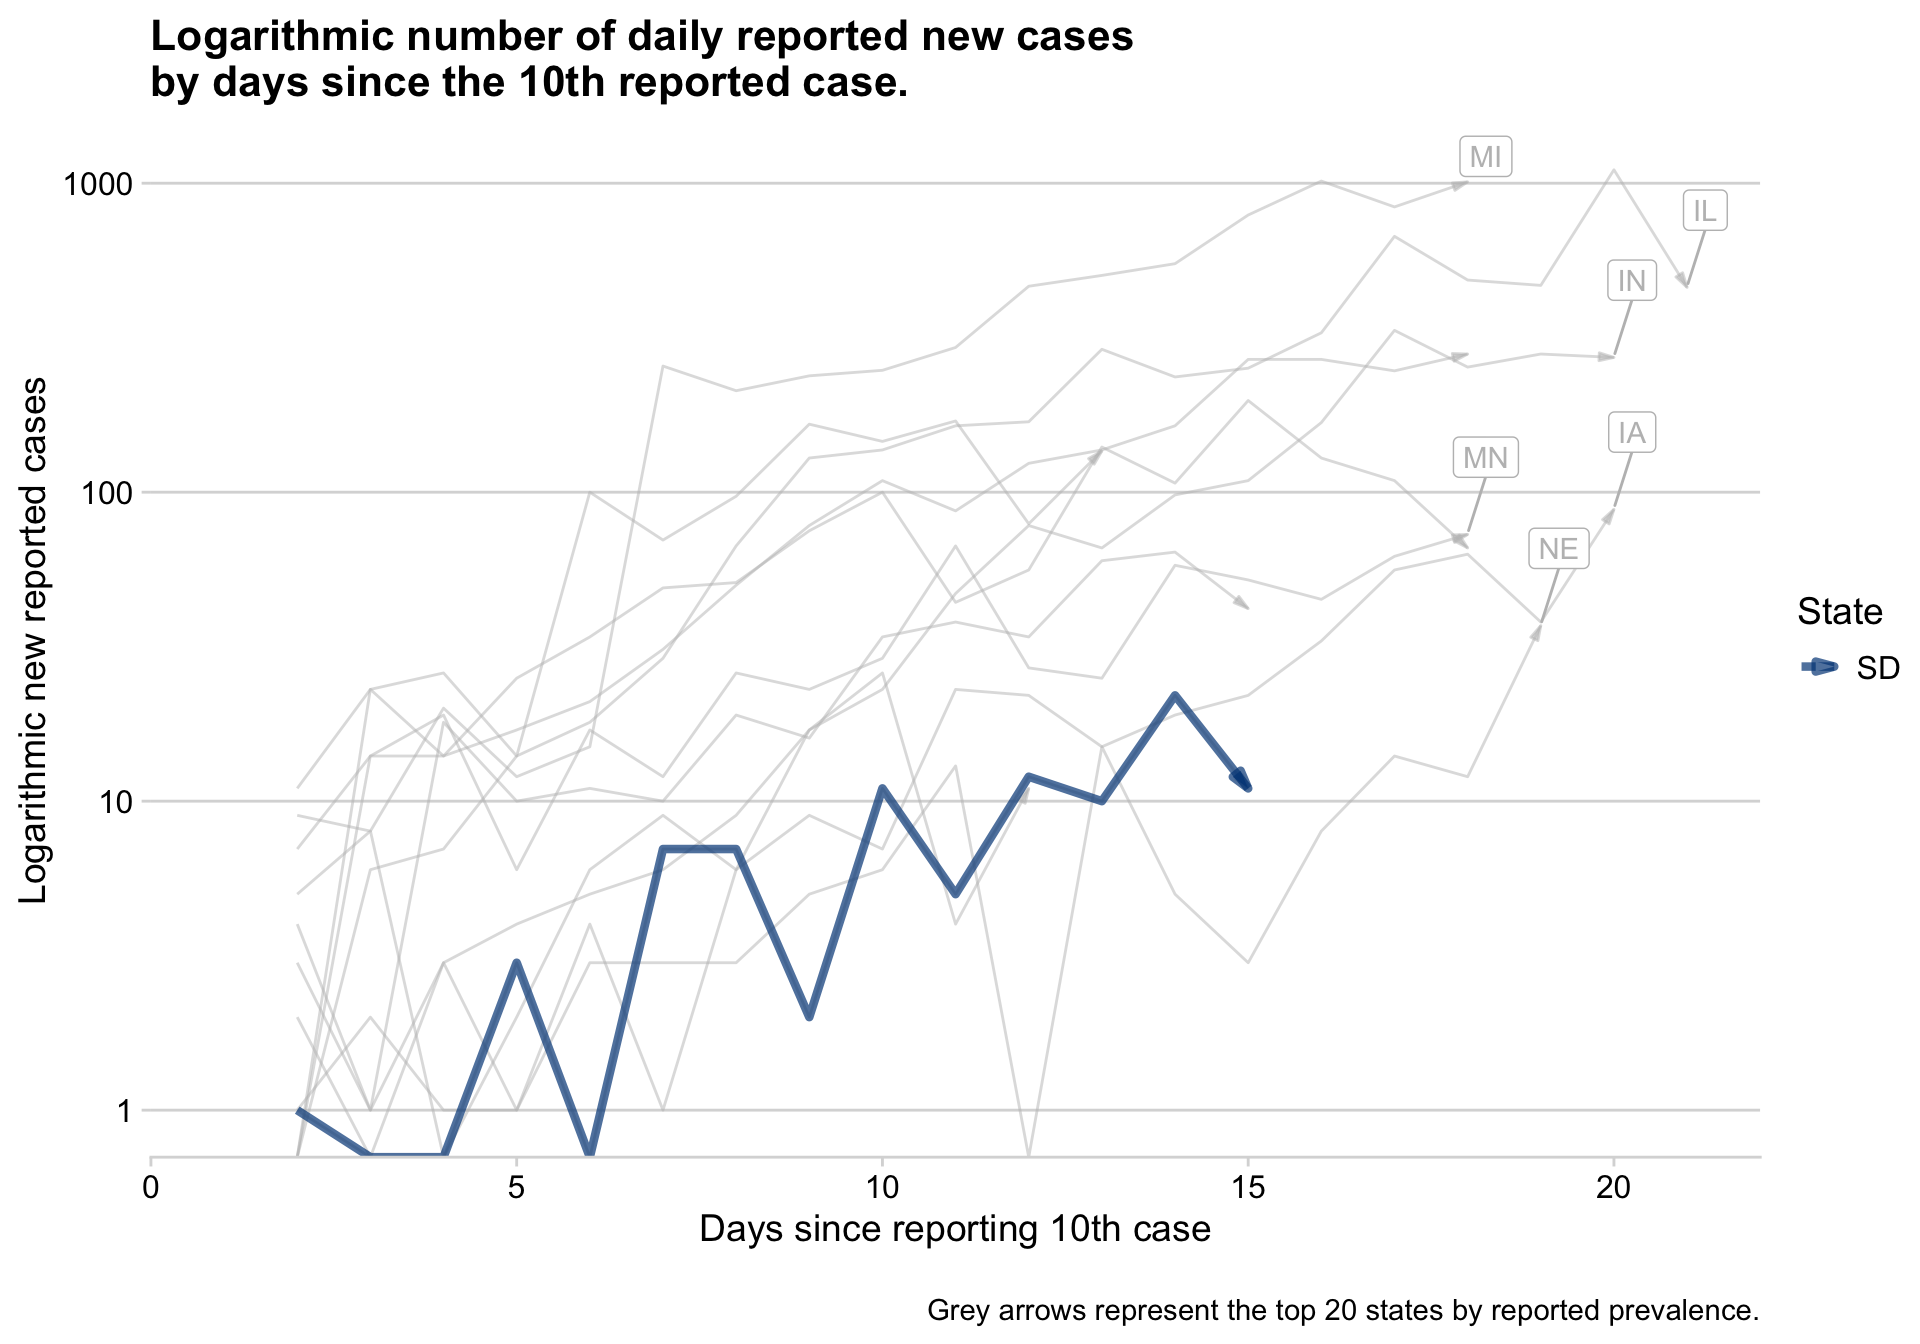 Logarithmic number of daily reported new cases
by days since the 10th reported case.
Logarithmic new reported cases
1000
100
10
1
MI
IL
IN
IA
MN
NE
State
SD
0
5
10
15
20
Days since reporting 10th case
Grey arrows represent the top 20 states by reported prevalence.